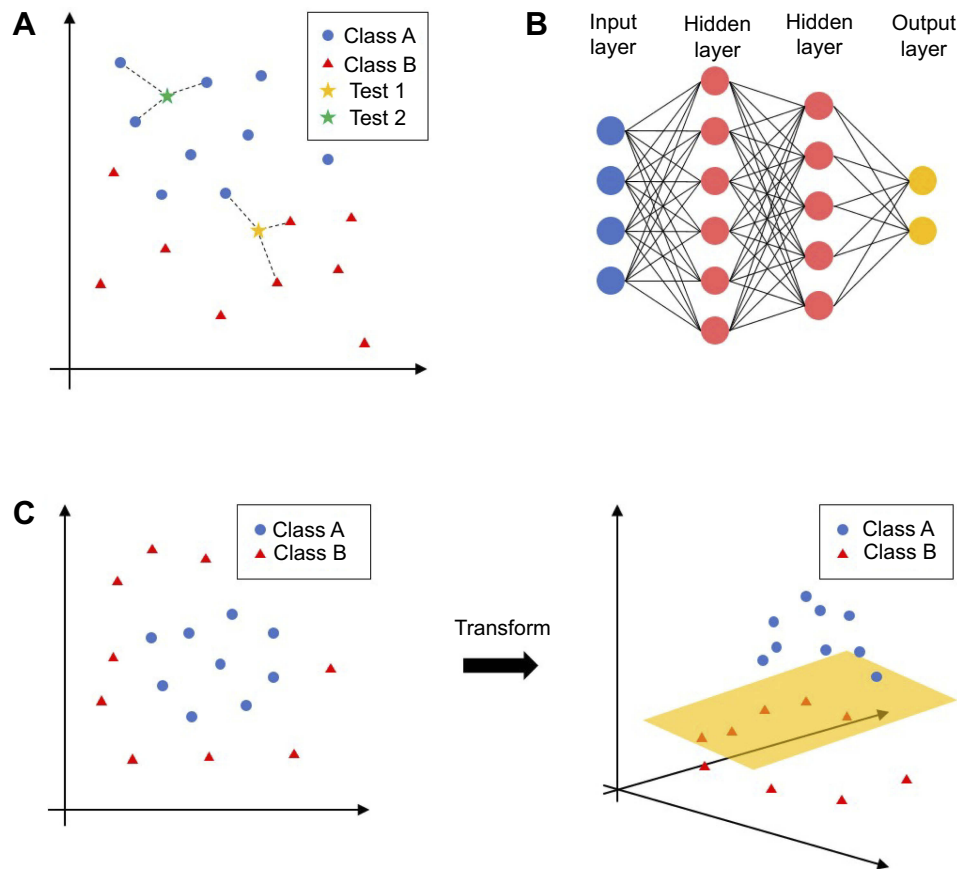 A
Class A
Class B
Test 1
Test 2
B
Input
layer
Hidden
layer
Hidden
layer
Output
layer
C
Class A
Class B
Transform
Class A
Class B